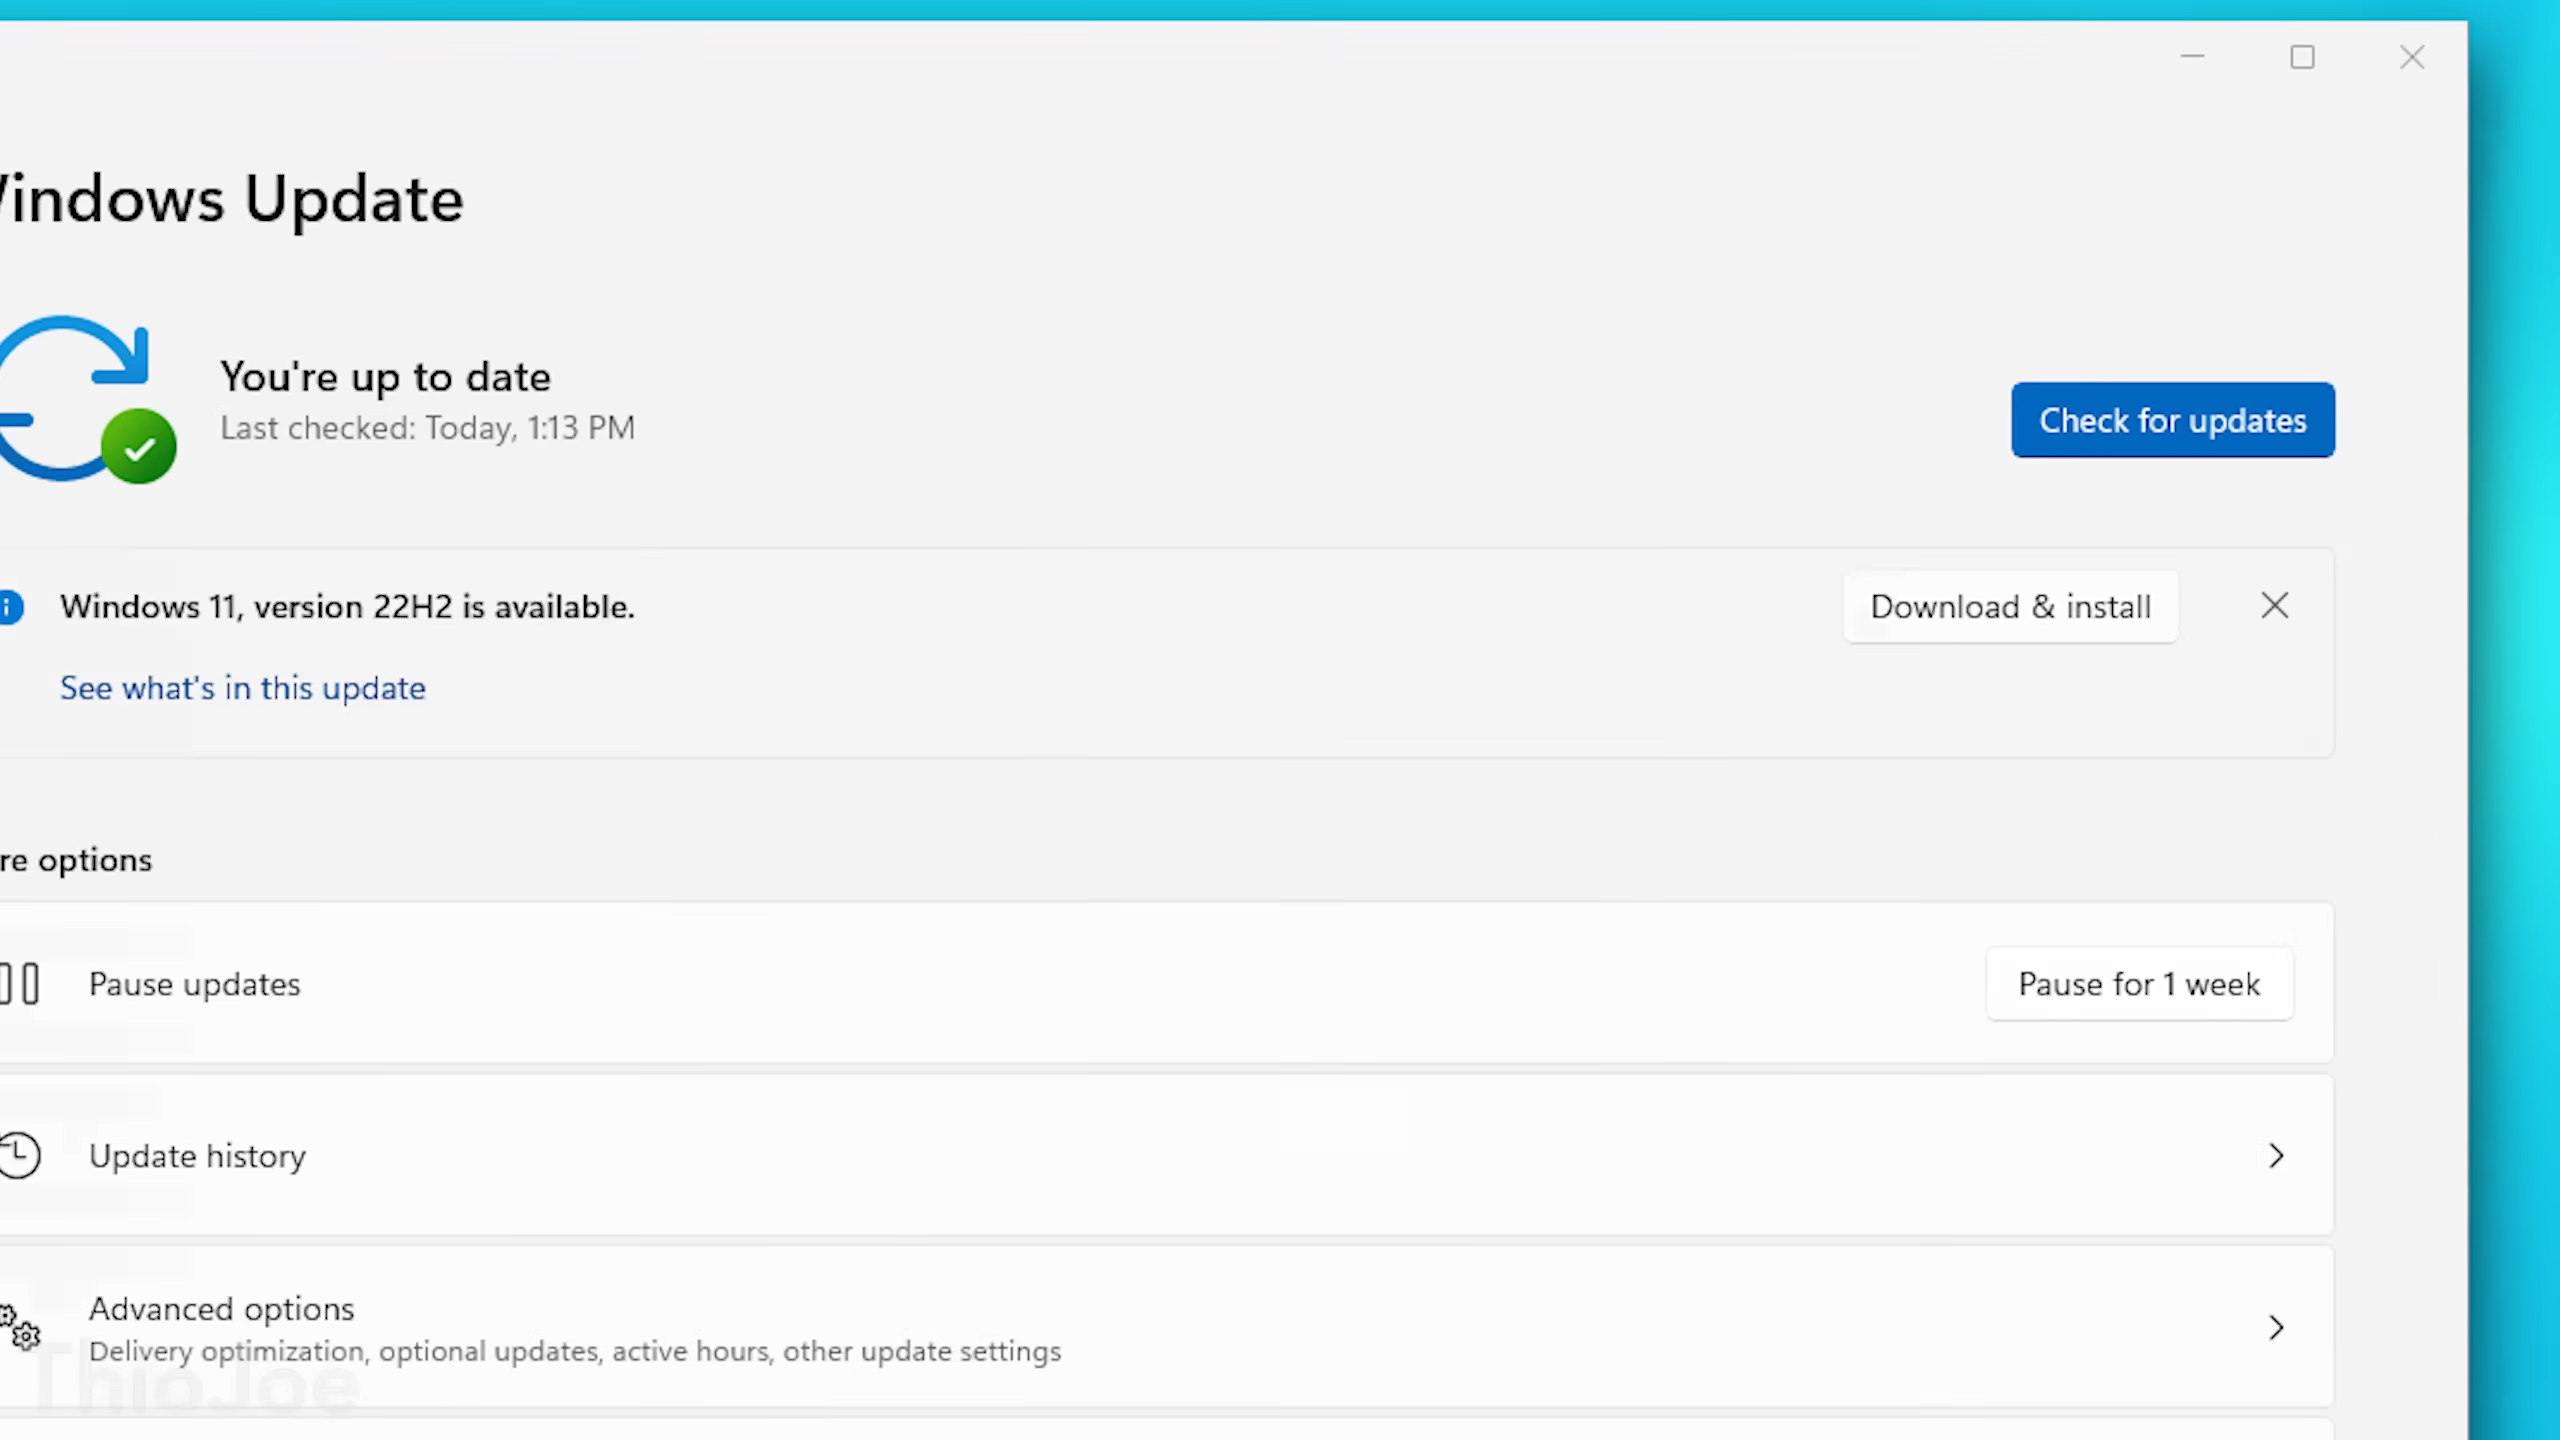 Windows Update
You're up to date
Last checked: Today, 1:13 PM
Check for updates
Windows 11, version 22H2 is available.
Download & install
See what's in this update
re options
Pause updates
Pause for 1 week
Update history
Advanced options
Delivery optimization, optional updates, active hours, other update settings
ThioJoe